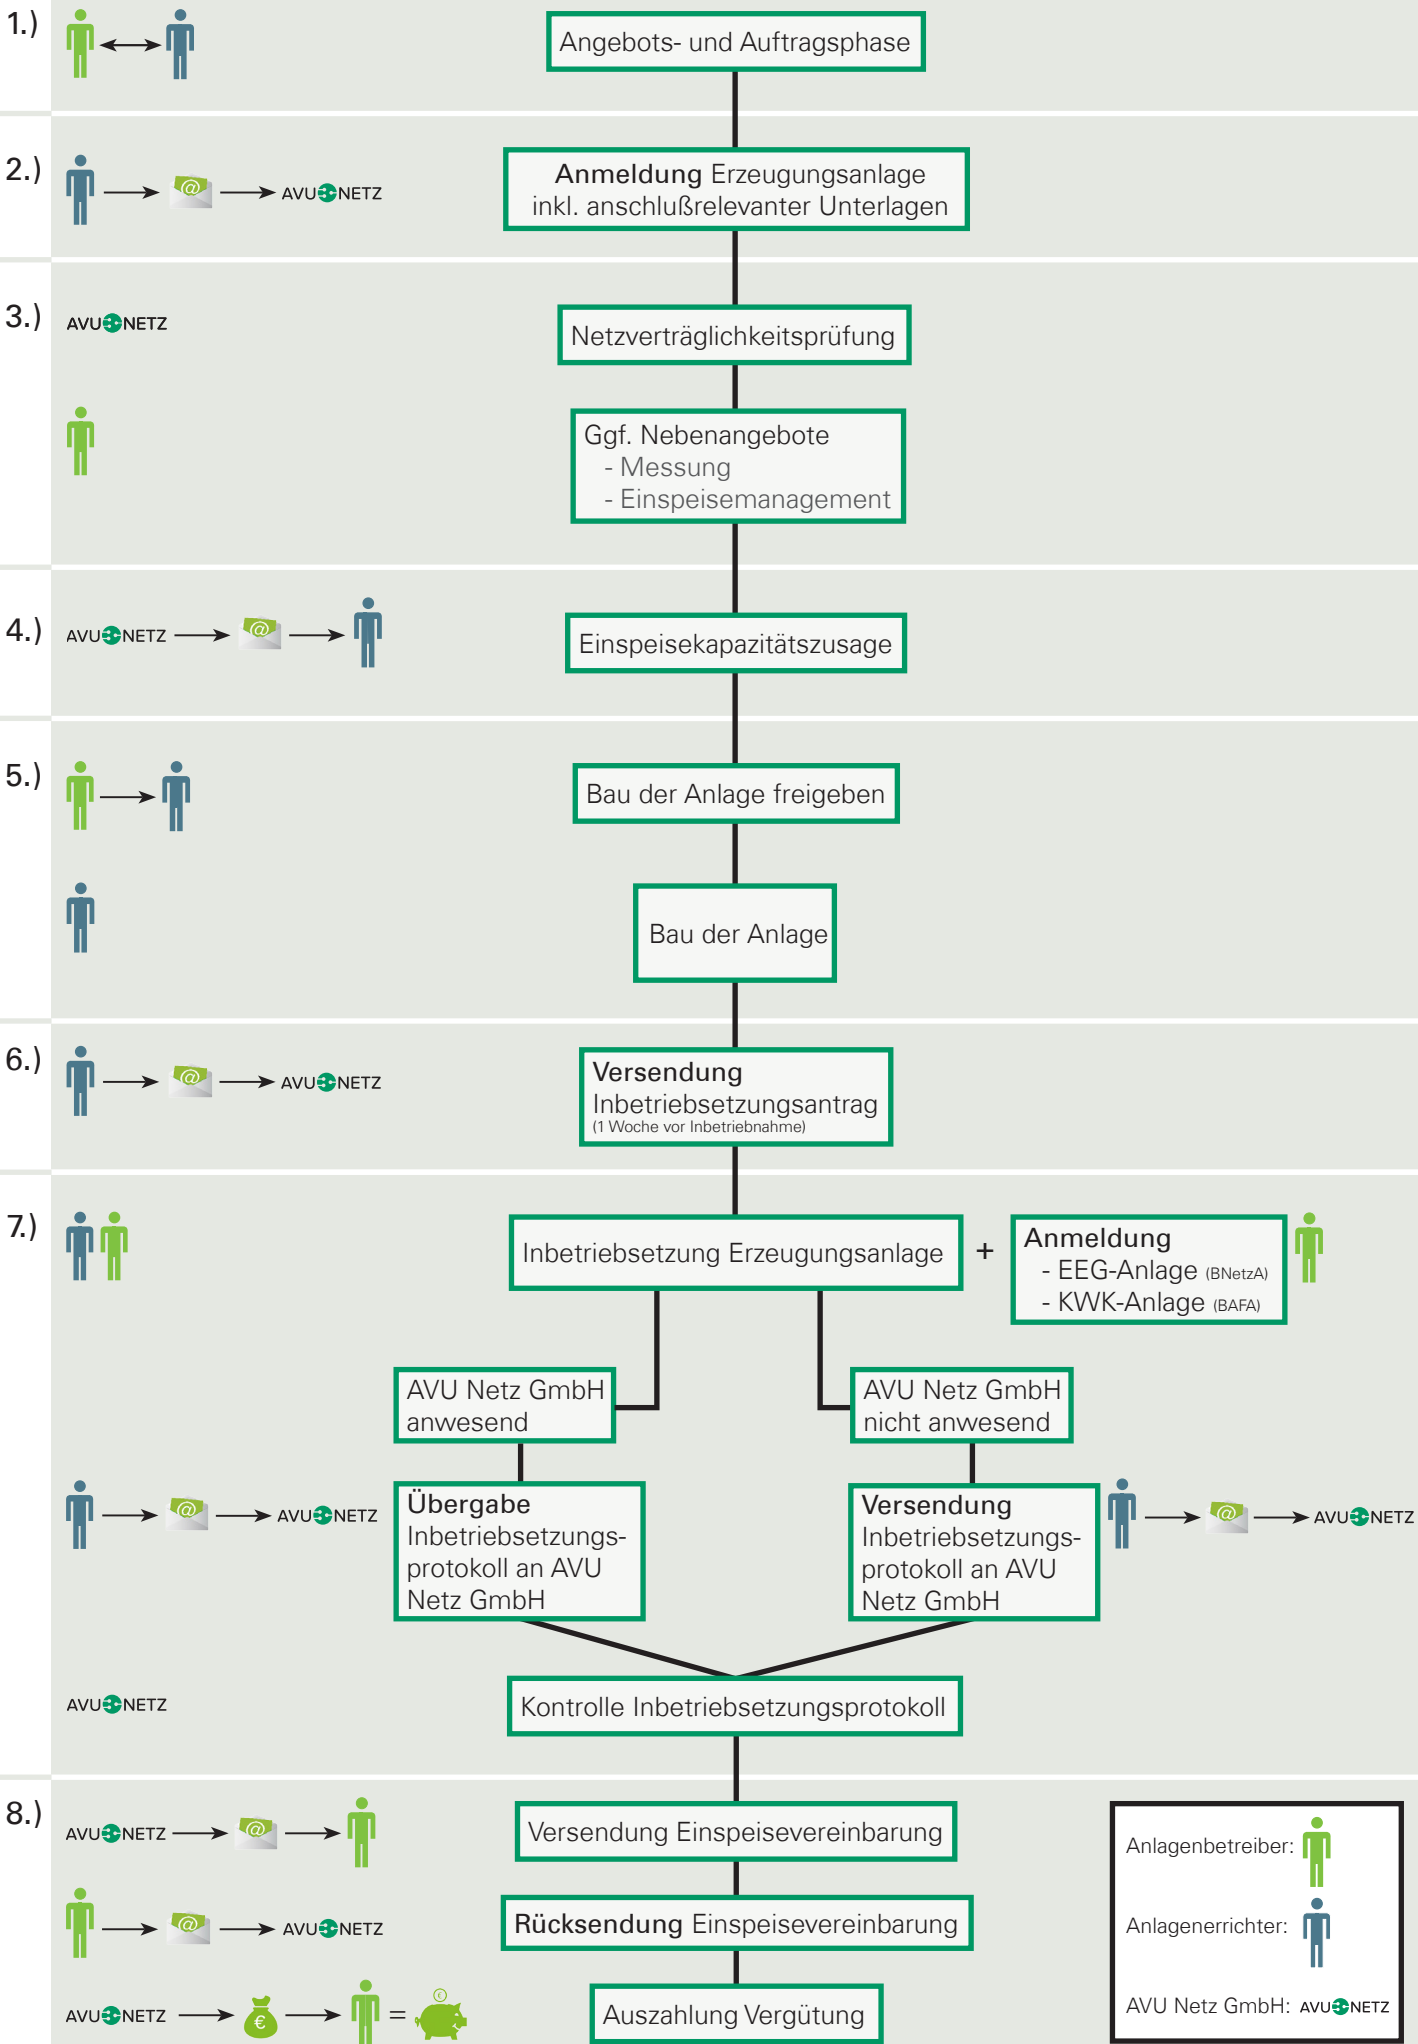 1.)
Angebots- und Auftragsphase
2.)
@
AVU NETZ
Anmeldung Erzeugungsanlage
inkl. anschlußrelevanter Unterlagen
3.)
AVU NETZ
Netzverträglichkeitsprüfung
Ggf. Nebenangebote
- Messung
- Einspeisemanagement
4.)
AVU NETZ
@
Einspeisekapazitätszusage
5.)
Bau der Anlage freigeben
Bau der Anlage
6.)
@
AVU NETZ
Versendung
Inbetriebsetzungsantrag
(1 Woche vor Inbetriebnahme)
7.)
Inbetriebsetzung Erzeugungsanlage
+
Anmeldung
- EEG-Anlage (BNetzA)
- KWK-Anlage (BAFA)
AVU Netz GmbH
anwesend
AVU Netz GmbH
nicht anwesend
@
AVU NETZ
Übergabe
Inbetriebsetzungs-
protokoll an AVU
Netz GmbH
Versendung
Inbetriebsetzungs-
protokoll an AVU
Netz GmbH
@
AVU NETZ
AVU NETZ
Kontrolle Inbetriebsetzungsprotokoll
8.)
AVU NETZ
@
Versendung Einspeisevereinbarung
@
AVU NETZ
Rücksendung Einspeisevereinbarung
AVU NETZ
€
=
€
Auszahlung Vergütung
Anlagenbetreiber:
Anlagenerrichter:
AVU Netz GmbH: AVU NETZ